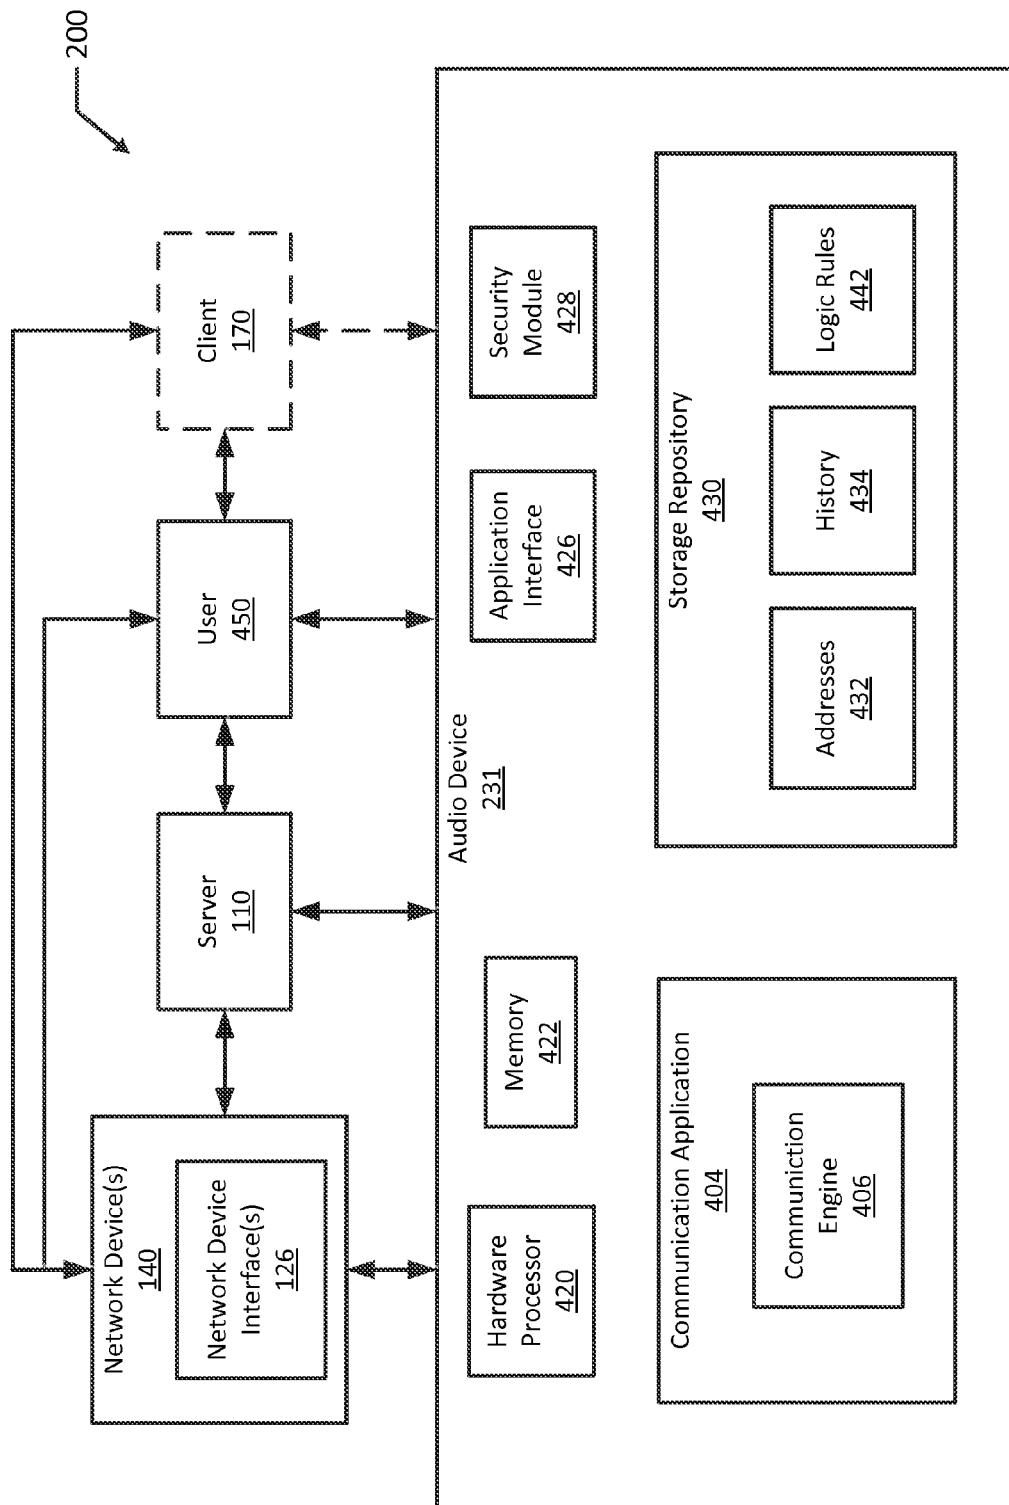 200
Network Device(s)
140
Network Device
Interface(s)
126
Server
110
User
450
Client
170
Audio Device
231
Hardware
Processor
420
Memory
422
Application
Interface
426
Security
Module
428
Communication Application
404
Communiction
Engine
406
Storage Repository
430
Addresses
432
History
434
Logic Rules
442